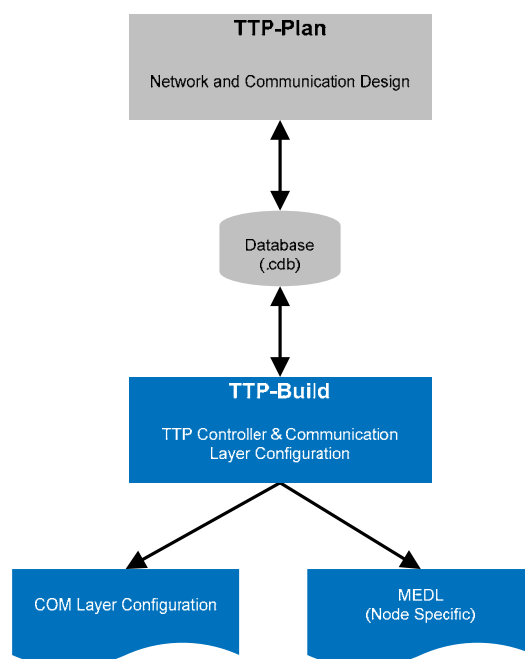 TTP-Plan
Network and Communication Design
Database
(.cdb)
TTP-Build
TTP Controller & Communication
Layer Configuration
COM Layer Configuration
MEDL
(Node Specific)